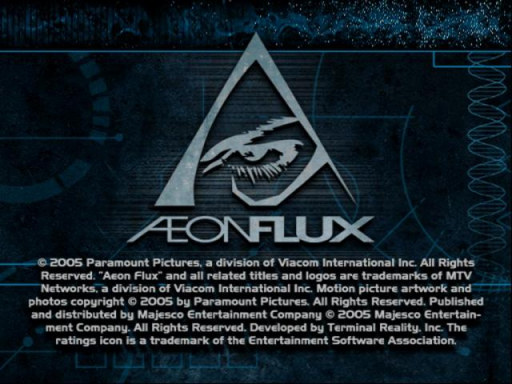 ÆONFLUX
© 2005 Paramount Pictures, a division of Viacom International Inc. All Rights
Reserved. "Aeon Flux" and all related titles and logos are trademarks of MTV
Networks, a division of Viacom International Inc. Motion picture artwork and
photos copyright © 2005 by Paramount Pictures. All Rights Reserved. Published
and distributed by Majesco Entertainment Company © 2005 Majesco Entertain-
ment Company. All Rights Reserved. Developed by Terminal Reality, Inc. The
ratings icon is a trademark of the Entertainment Software Association.